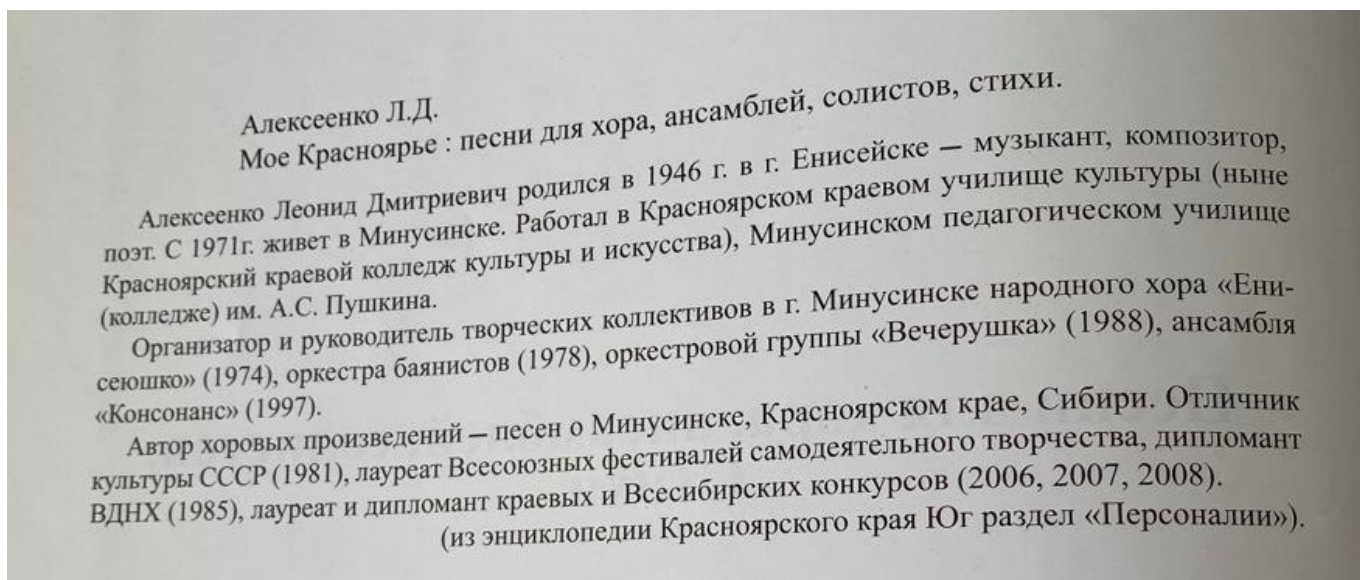 Алексеенко Л.Д.
Мое Красноярье : песни для хора, ансамблей, солистов, стихи.
Алексеенко Леонид Дмитриевич родился в 1946 г. в г. Енисейске — музыкант, композитор,
поэт. С 1971г. живет в Минусинске. Работал в Красноярском краевом училище культуры (ныне
Красноярский краевой колледж культуры и искусства), Минусинском педагогическом училище
(колледже) им. А.С. Пушкина.
Организатор и руководитель творческих коллективов в г. Минусинске народного хора «Ени-
сеюшко» (1974), оркестра баянистов (1978), оркестровой группы «Вечерушка» (1988), ансамбля
«Консонанс» (1997).
Автор хоровых произведений — песен о Минусинске, Красноярском крае, Сибири. Отличник
культуры СССР (1981), лауреат Всесоюзных фестивалей самодеятельного творчества, дипломант
ВДНХ (1985), лауреат и дипломант краевых и Всесибирских конкурсов (2006, 2007, 2008).
(из энциклопедии Красноярского края Юг раздел «Персоналии»).